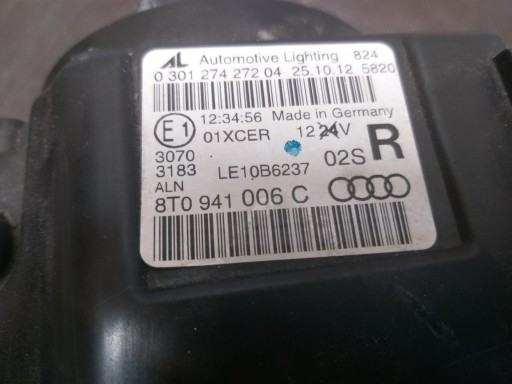 AL Automotive Lighting 824
0 301 274 272 04 25.10.12 5820
E1 12:34:56 Made in Germany
01XCER 12 24V
3070
3183 LE10B6237 02S R
ALN
8T0 941 006 C